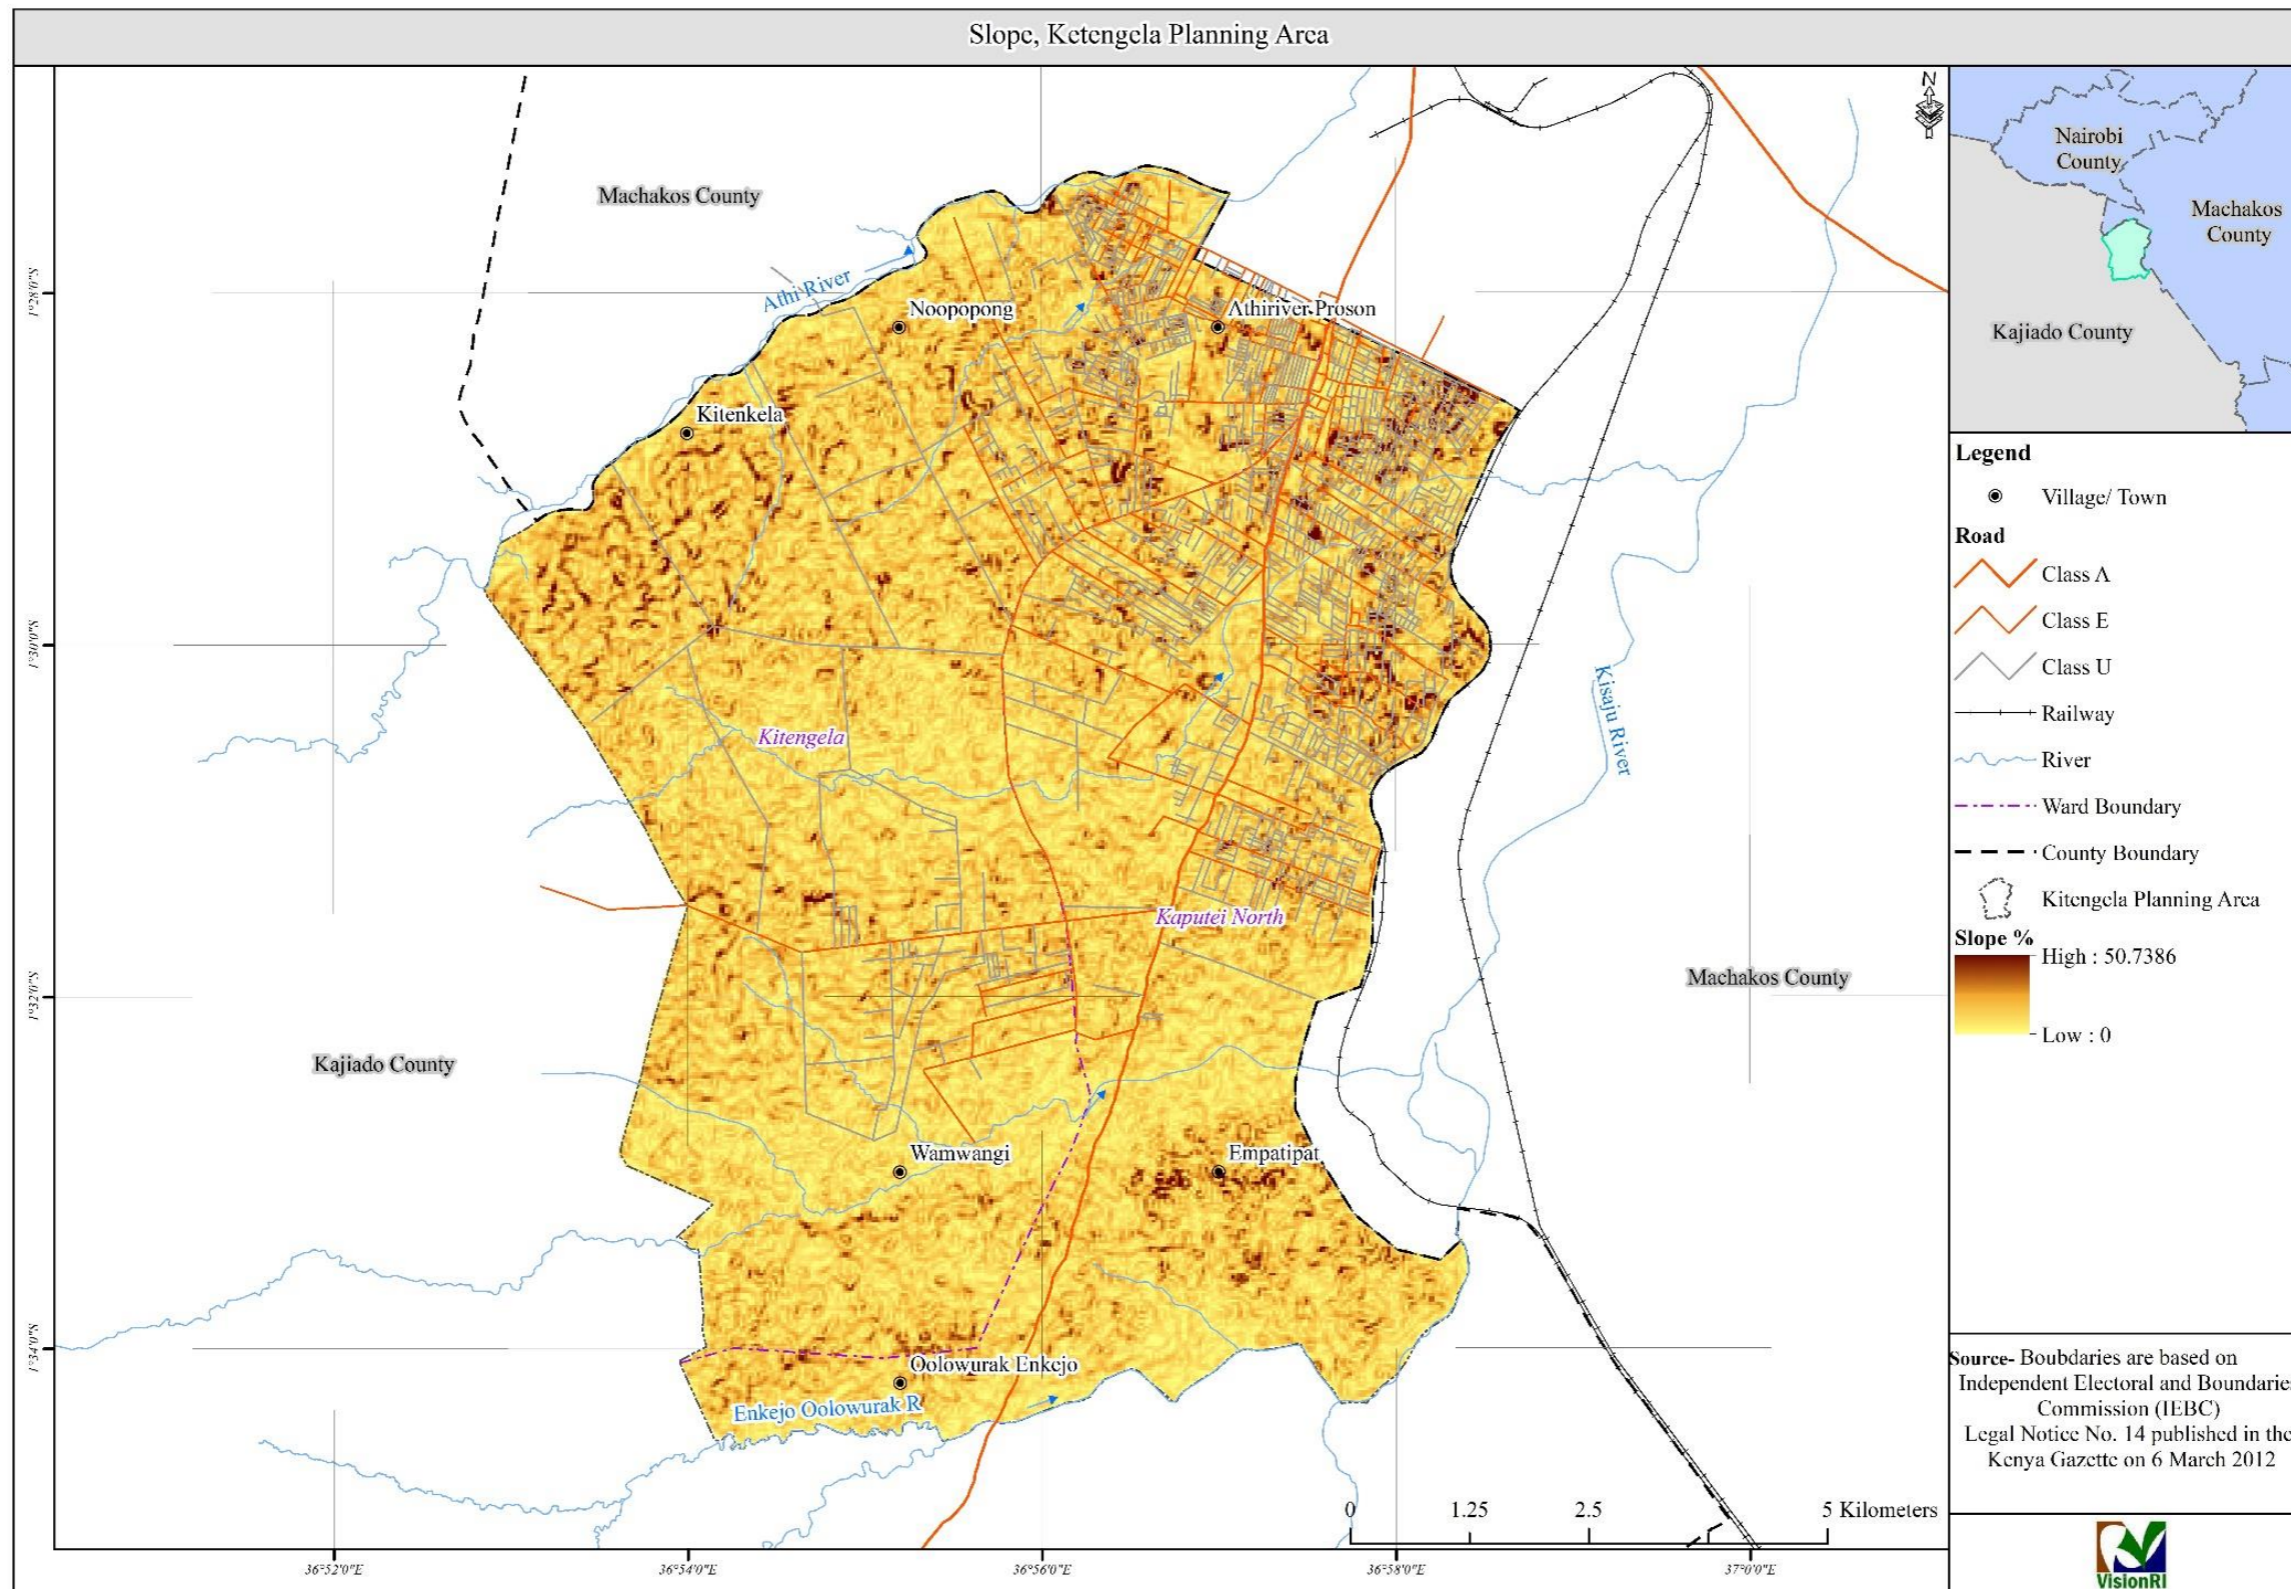 Slope, Ketengela Planning Area
N
Machakos County
Athi River
Noopopong
Athiriver Proson
Kitenkela
Kitengela
Kisaju River
Kaputei North
Machakos County
Kajiado County
Wamwangi
Empatipat
Oolowurak Enkejo
Enkejo Oolowurak R
0 1.25 2.5 5 Kilometers
1°28'0"S
1°30'0"S
1°32'0"S
1°34'0"S
36°52'0"E 36°54'0"E 36°56'0"E 36°58'0"E 37°0'0"E
Nairobi
County
Machakos
County
Kajiado County
Legend
Village/ Town
Road
Class A
Class E
Class U
Railway
River
Ward Boundary
County Boundary
Kitengela Planning Area
Slope %
High : 50.7386
Low : 0
Source- Boubdaries are based on
Independent Electoral and Boundaries
Commission (IEBC)
Legal Notice No. 14 published in the
Kenya Gazette on 6 March 2012
VisionRI